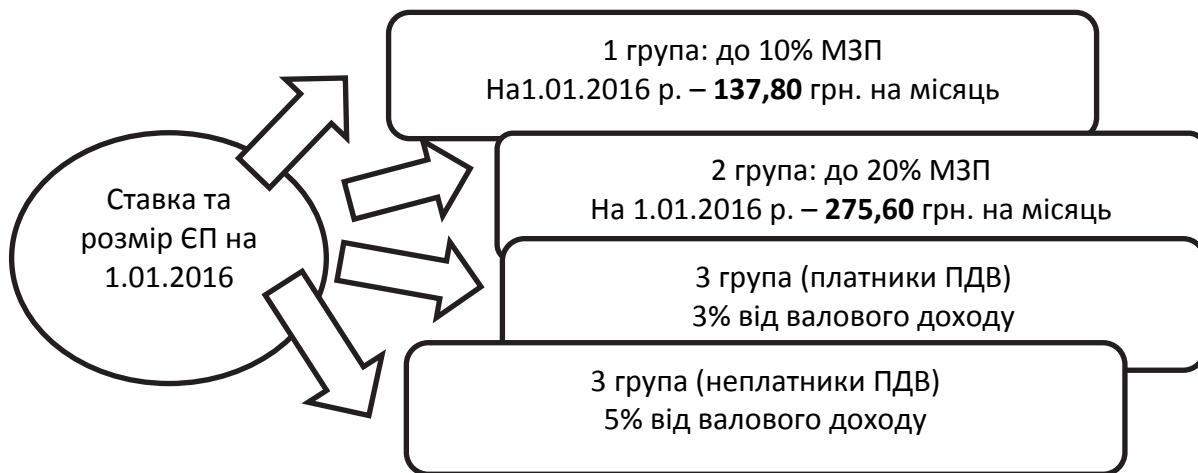 Ставка та
розмір ЄП на
1.01.2016
1 група: до 10% МЗП
На1.01.2016 р. – 137,80 грн. на місяць
2 група: до 20% МЗП
На 1.01.2016 р. – 275,60 грн. на місяць
3 група (платники ПДВ)
3% від валового доходу
3 група (неплатники ПДВ)
5% від валового доходу